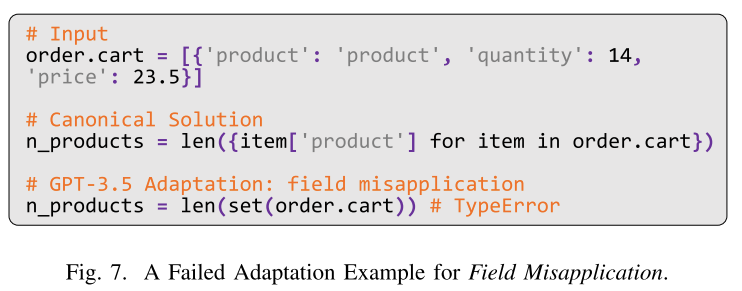 # Input
order.cart = [{'product': 'product', 'quantity': 14,
'price': 23.5}]
# Canonical Solution
n_products = len({item['product'] for item in order.cart})
# GPT-3.5 Adaptation: field misapplication
n_products = len(set(order.cart)) # TypeError
Fig. 7. A Failed Adaptation Example for Field Misapplication.